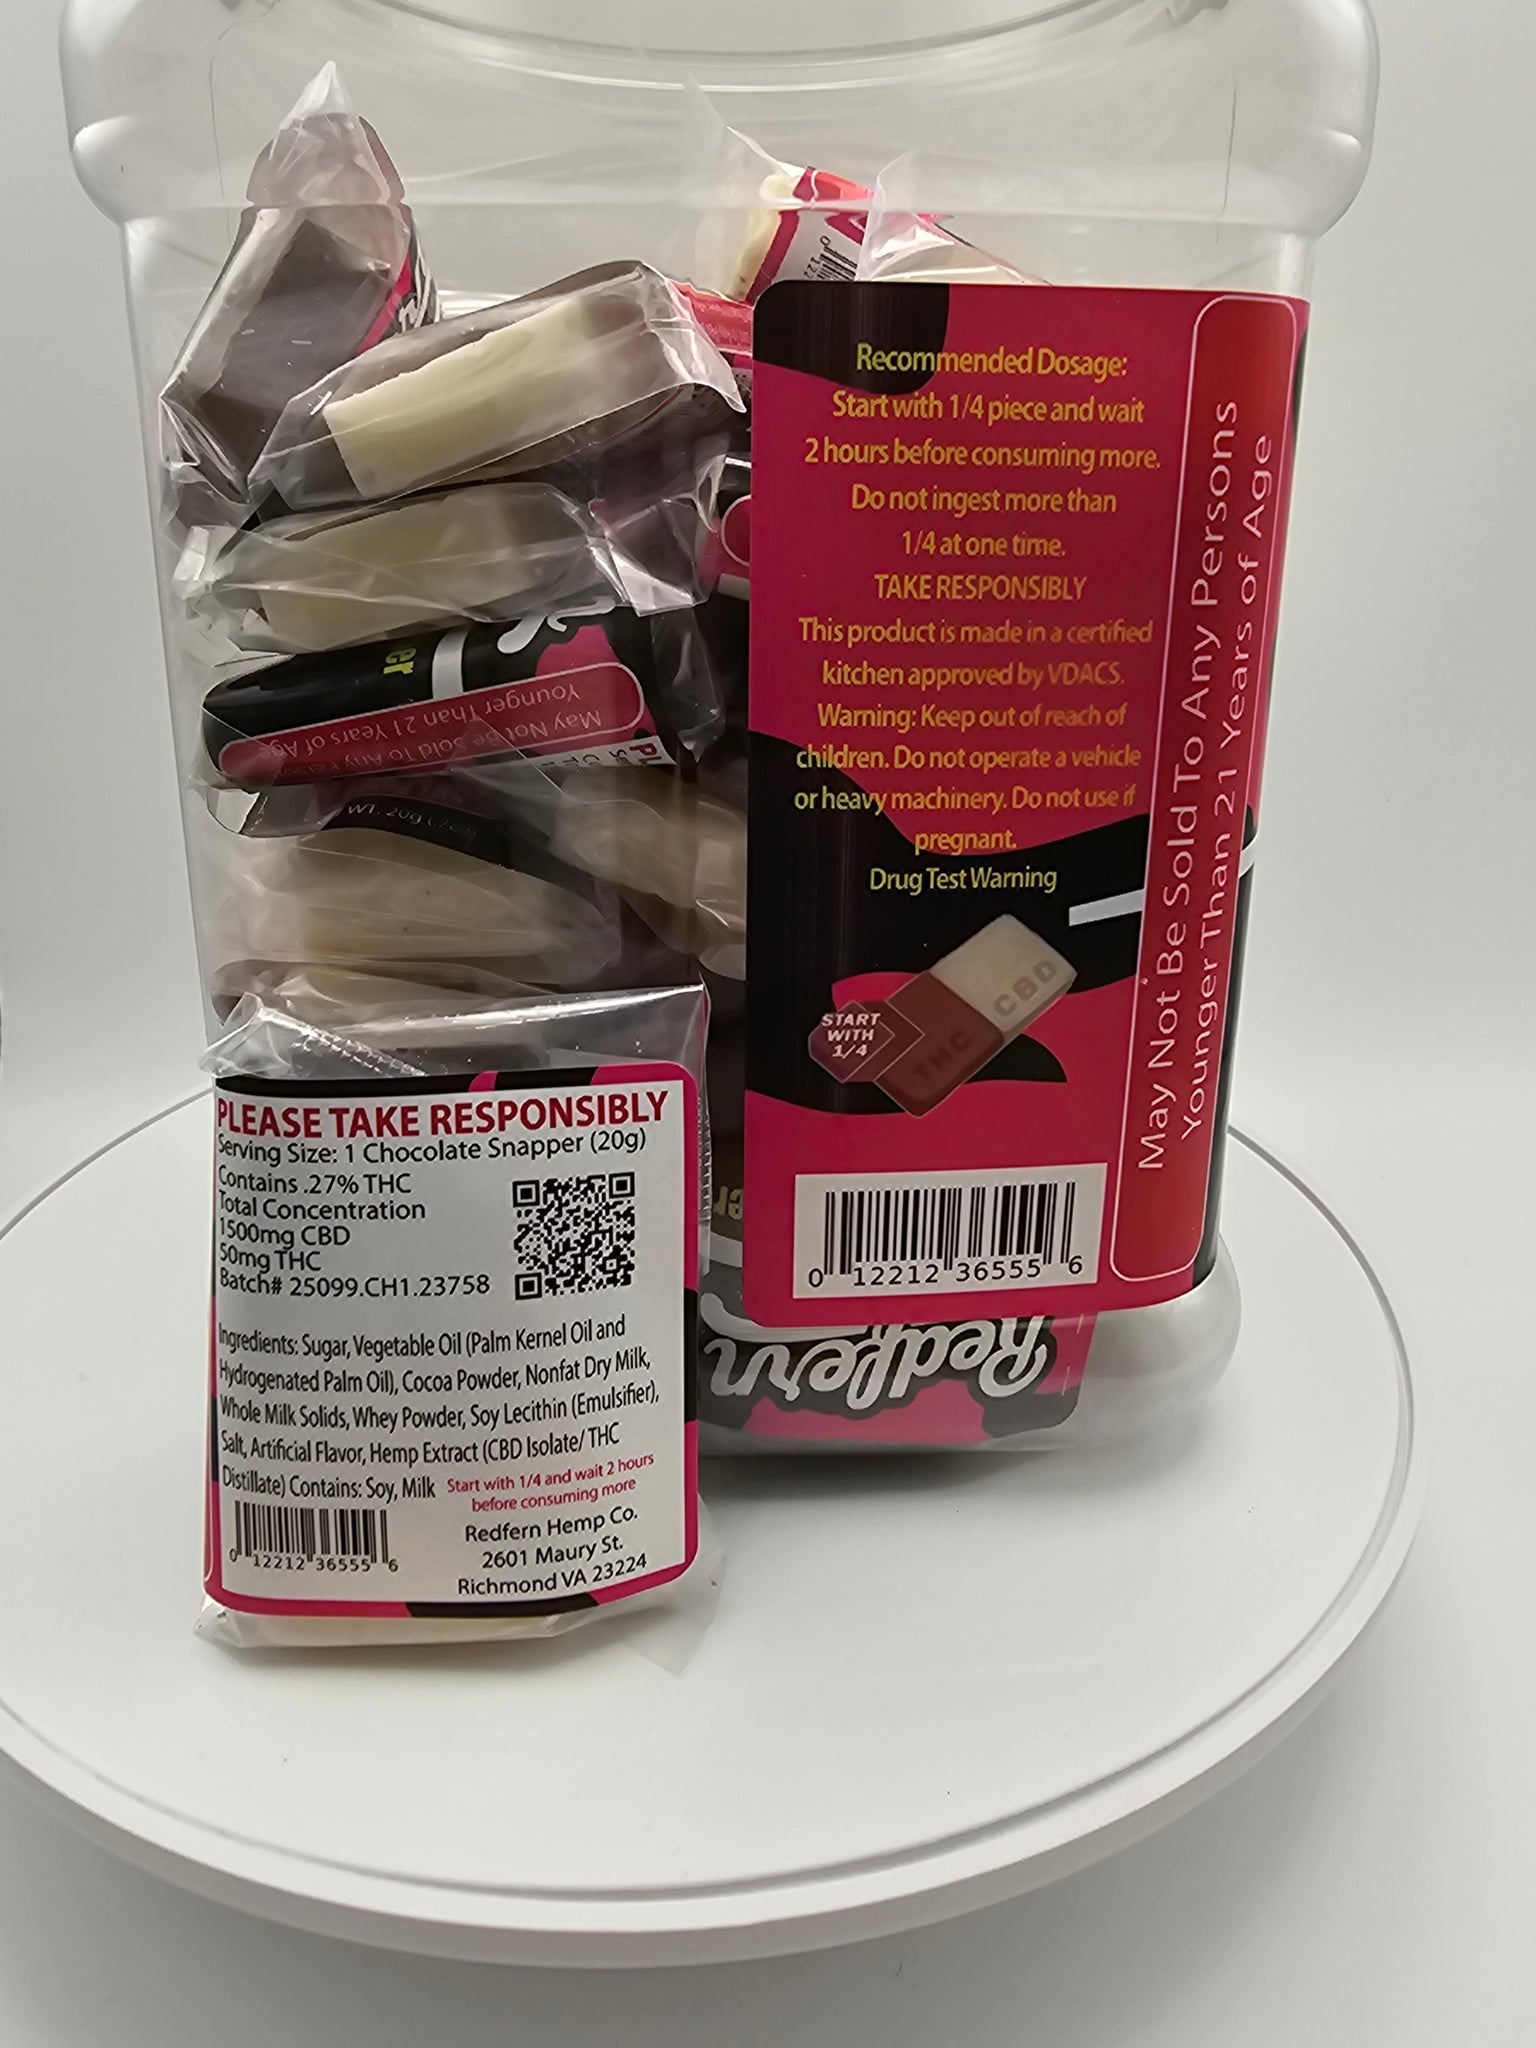 Recommended Dosage:
Start with 1/4 piece and wait
2 hours before consuming more.
Do not ingest more than
1/4 at one time.
TAKE RESPONSIBLY
This product is made in a certified
kitchen approved by VDACS.
Warning: Keep out of reach of
children. Do not operate a vehicle
or heavy machinery. Do not use if
pregnant.
Drug Test Warning
CBD
THC
START
WITH
1/4
0 12212 36555 6
May Not Be Sold To Any Persons
Younger Than 21 Years of Age
Redfern
er
May Not Be Sold To Any
Younger Than 21 Years of Age
WT. 20g
PLEASE TAKE RESPONSIBLY
Serving Size: 1 Chocolate Snapper (20g)
Contains .27% THC
Total Concentration
1500mg CBD
50mg THC
Batch# 25099.CH1.23758
Ingredients: Sugar, Vegetable Oil (Palm Kernel Oil and
Hydrogenated Palm Oil), Cocoa Powder, Nonfat Dry Milk,
Whole Milk Solids, Whey Powder, Soy Lecithin (Emulsifier),
Salt, Artificial Flavor, Hemp Extract (CBD Isolate/ THC
Distillate) Contains: Soy, Milk
Start with 1/4 and wait 2 hours
before consuming more
0 12212 36555 6
Redfern Hemp Co.
2601 Maury St.
Richmond VA 23224